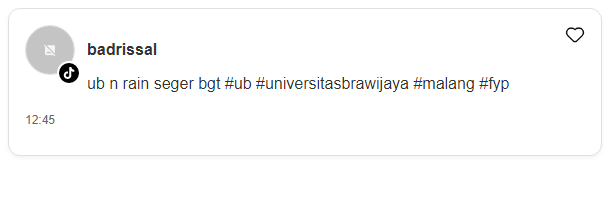 badrissal
ub n rain seger bgt #ub #universitasbrawijaya #malang #fyp
12:45